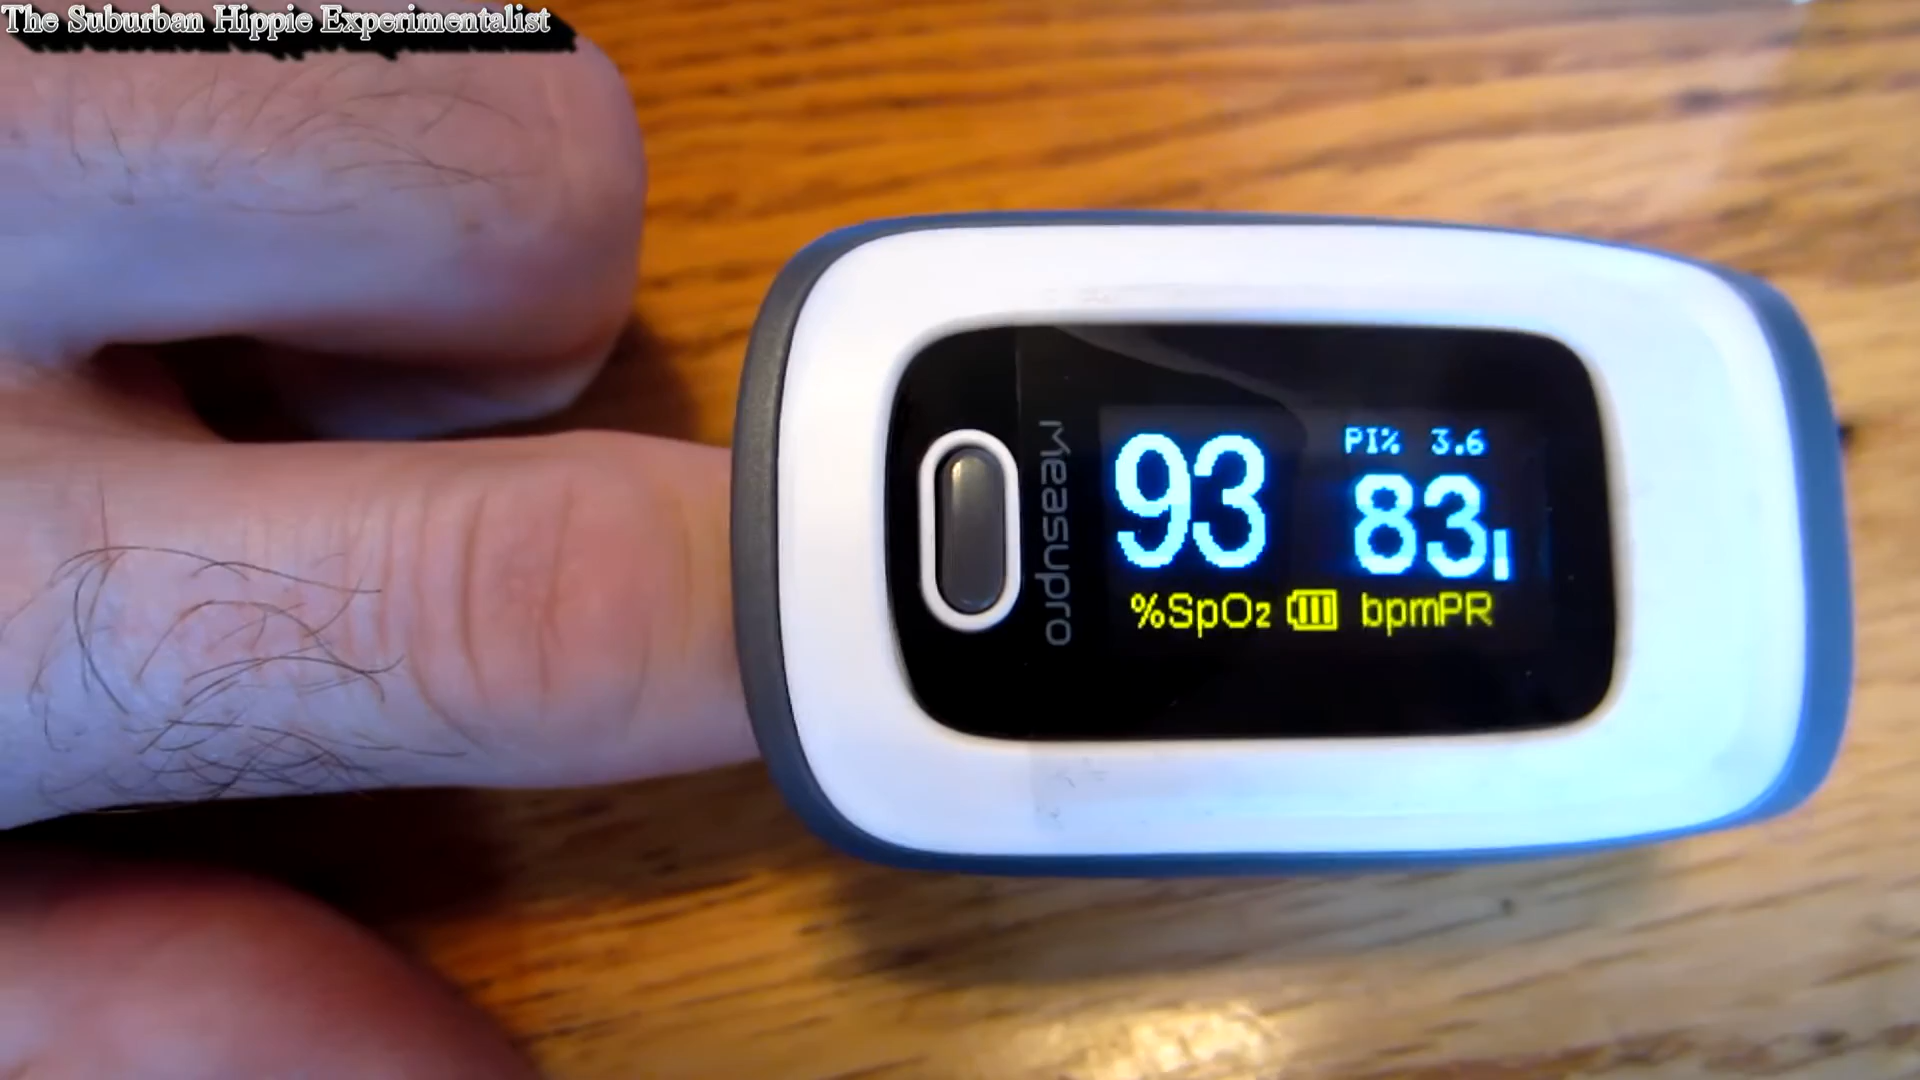 The Suburban Hippie Experimentalist
Measupro
93
PI% 3.6
83
%SpO2 bpmPR